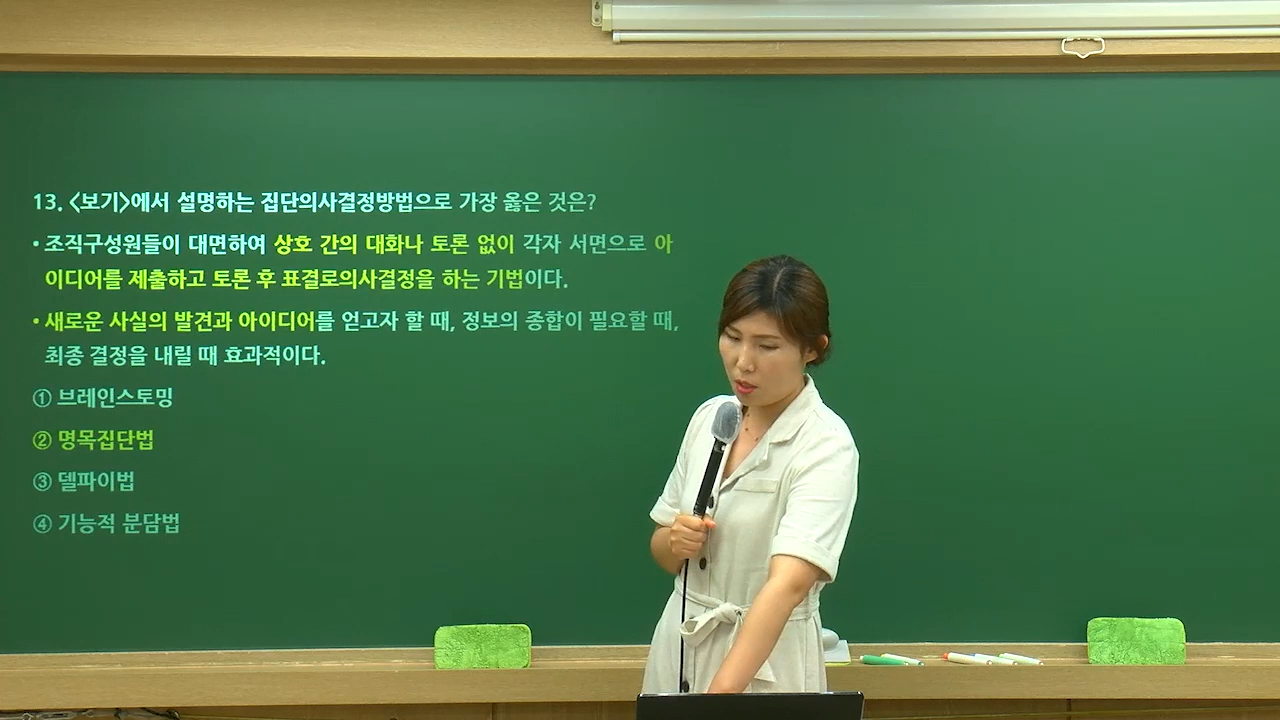 13. <보기>에서 설명하는 집단의사결정방법으로 가장 옳은 것은?
• 조직구성원들이 대면하여 상호 간의 대화나 토론 없이 각자 서면으로 아
이디어를 제출하고 토론 후 표결로의사결정을 하는 기법이다.
• 새로운 사실의 발견과 아이디어를 얻고자 할 때, 정보의 종합이 필요할 때,
최종 결정을 내릴 때 효과적이다.
① 브레인스토밍
② 명목집단법
③ 델파이법
④ 기능적 분담법